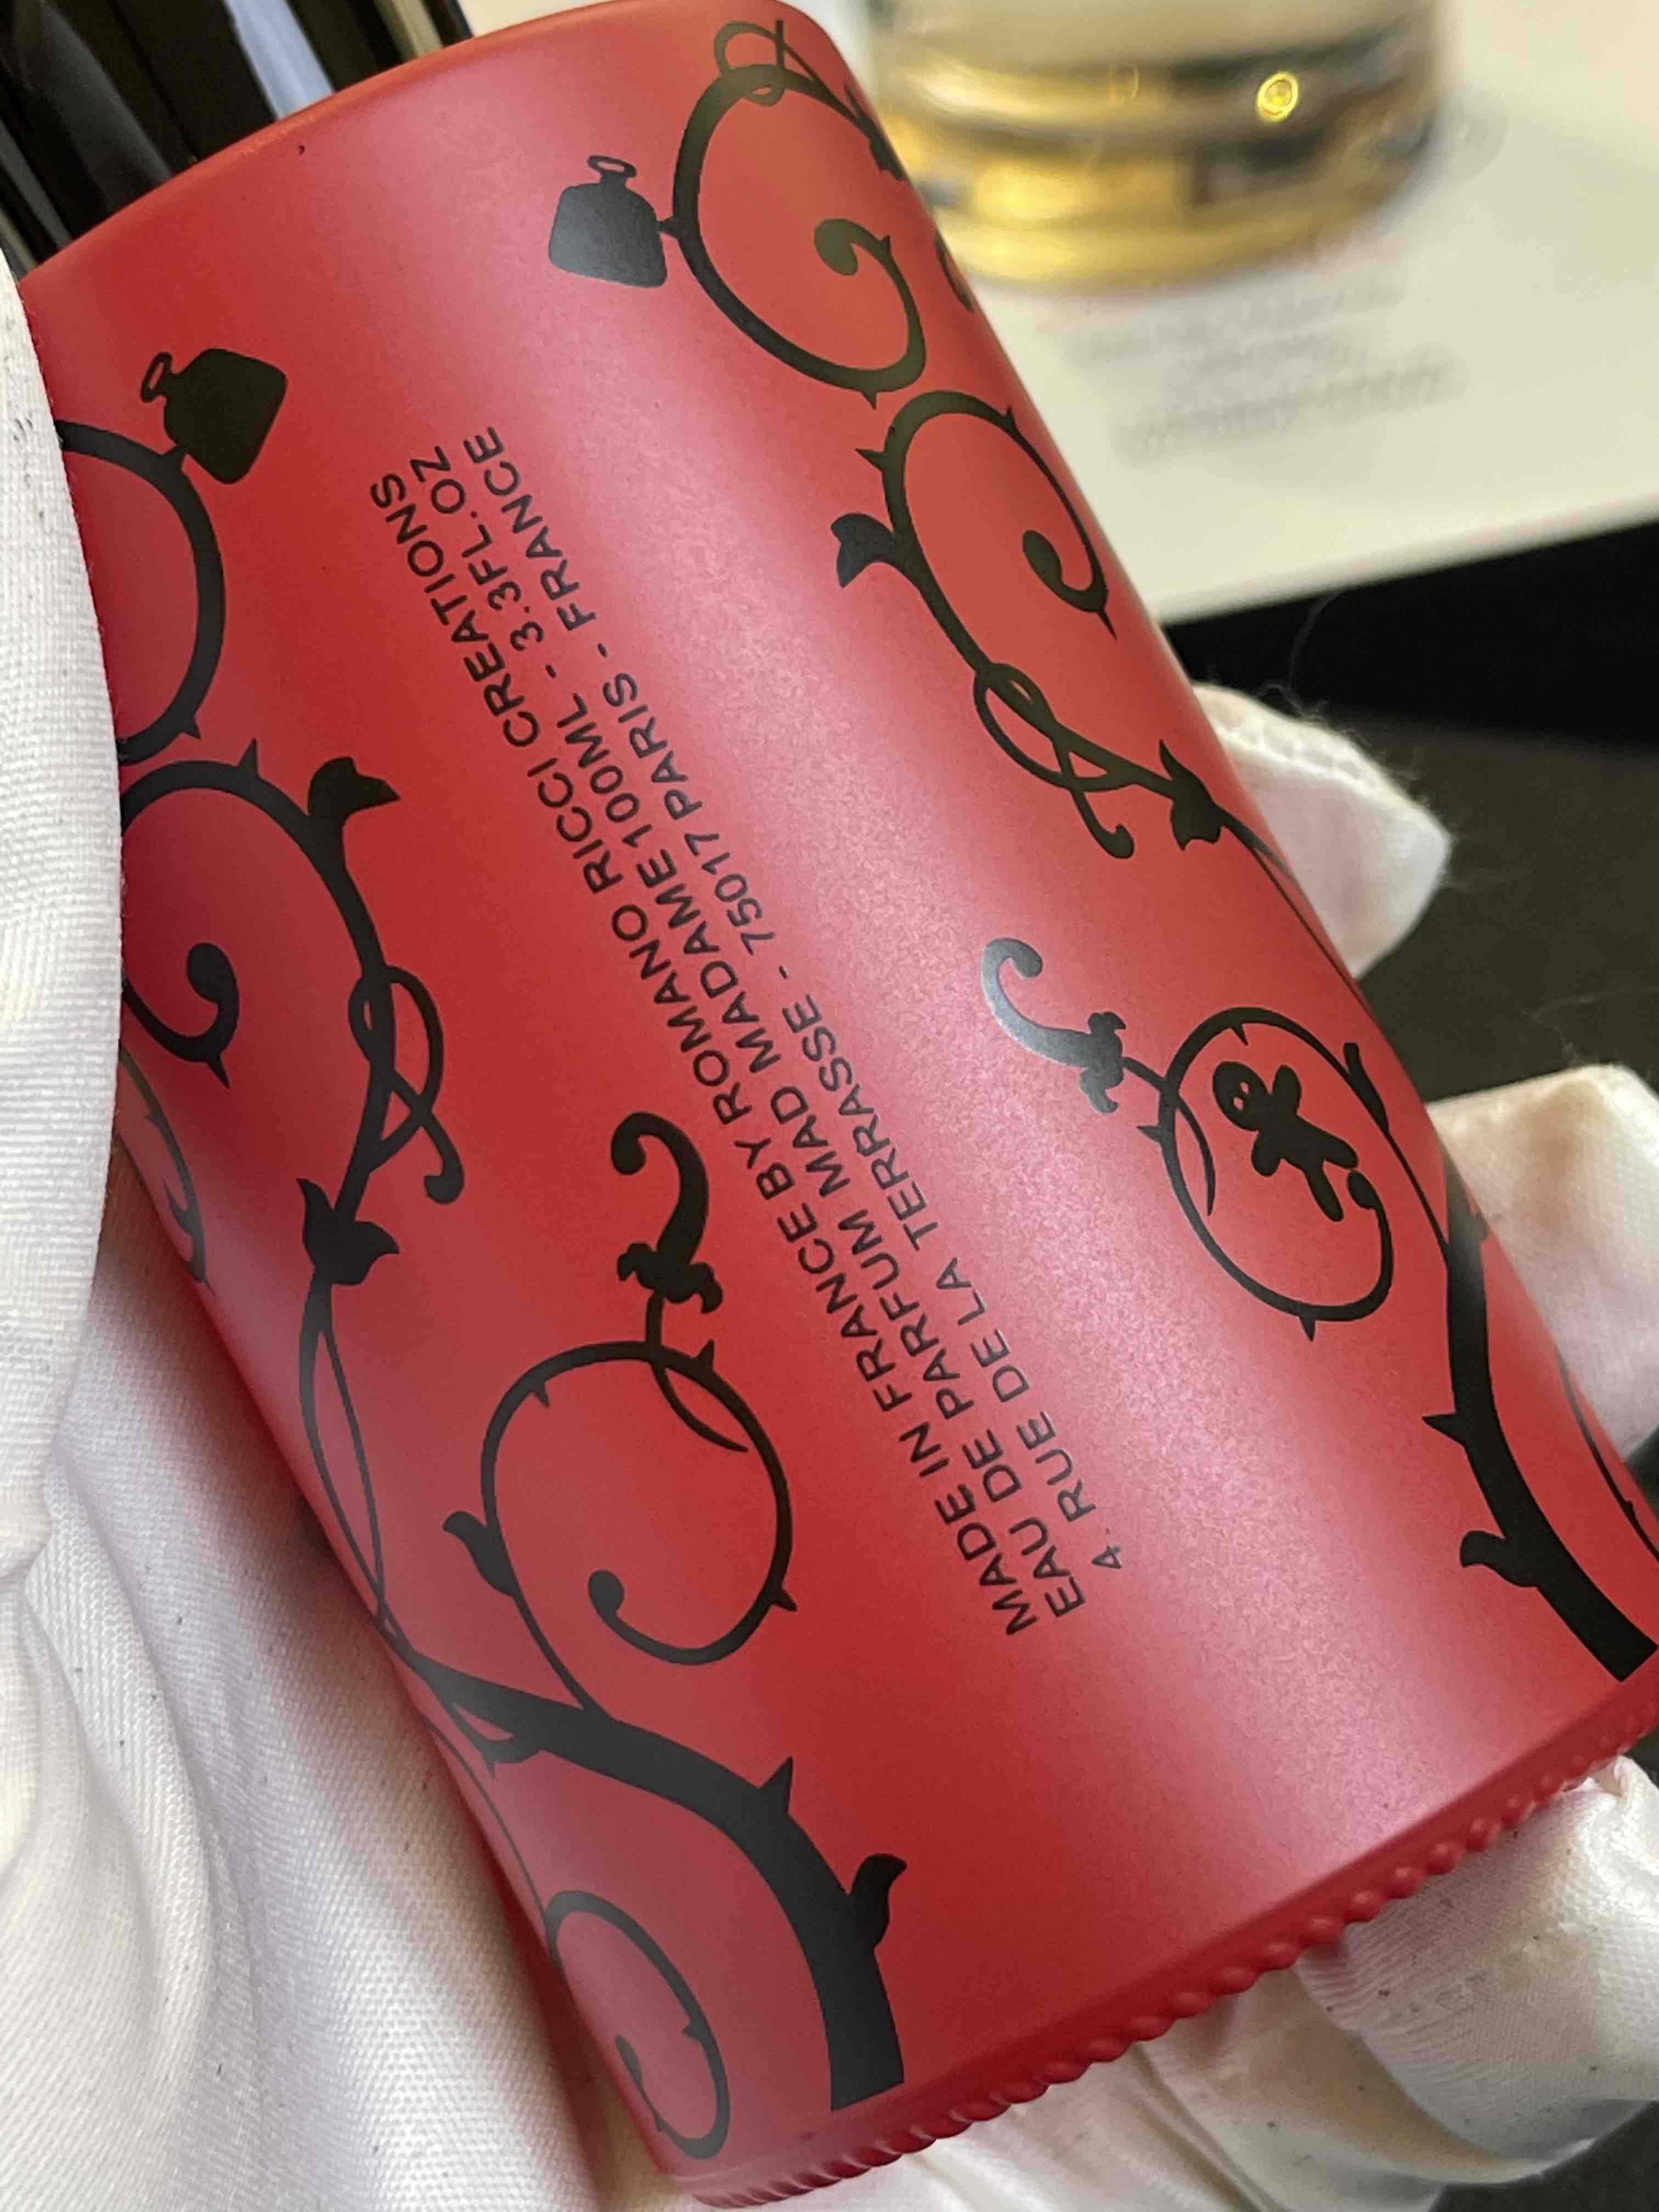 MADE IN FRANCE BY ROMANO RICCI CREATIONS
EAU DE PARFUM MAD MADAME 100ML - 3.3FL.OZ
4. RUE DE LA TERRASSE - 75017 PARIS - FRANCE